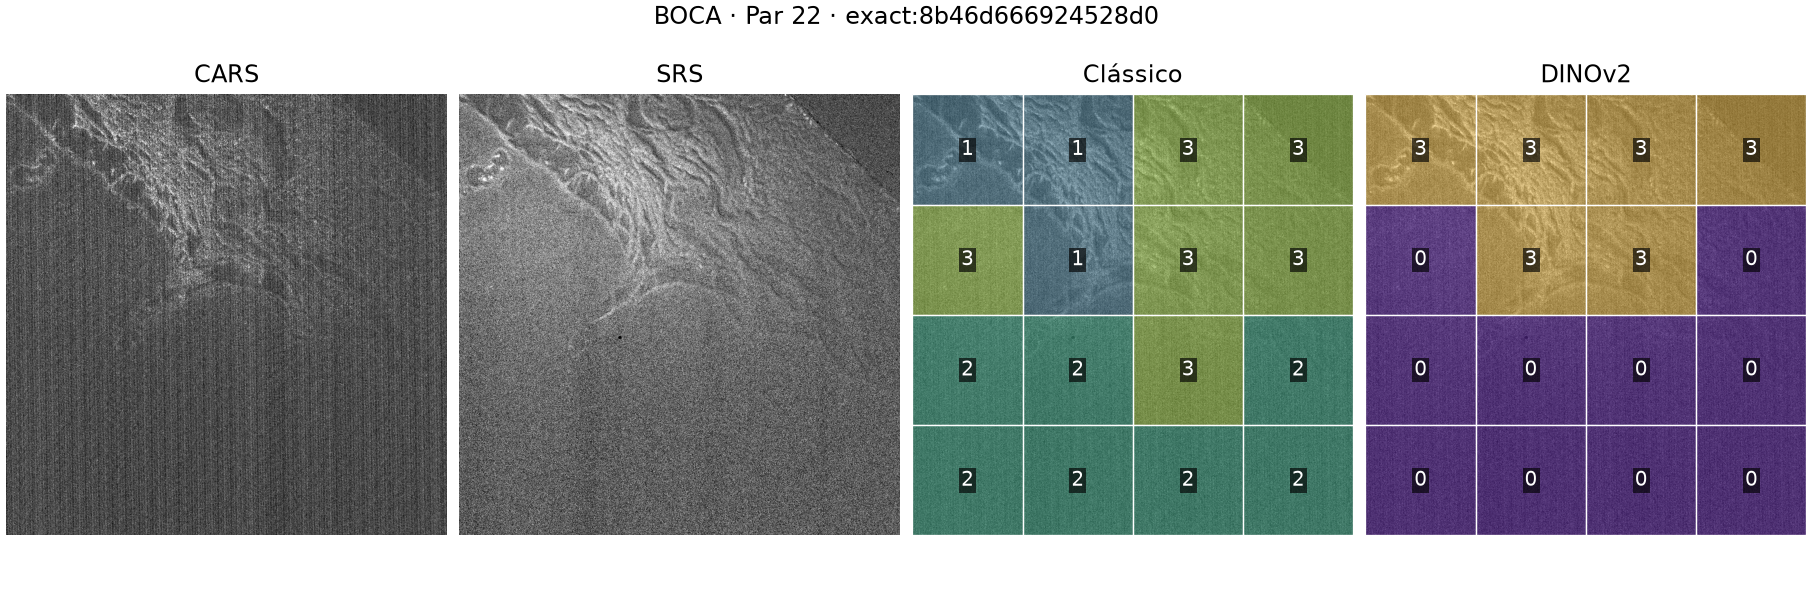 BOCA · Par 22 · exact:8b46d666924528d0
CARS SRS Clássico DINOv2
1 1 3 3 3 3 3 3
3 1 3 3 0 3 3 0
2 2 3 2 0 0 0 0
2 2 2 2 0 0 0 0